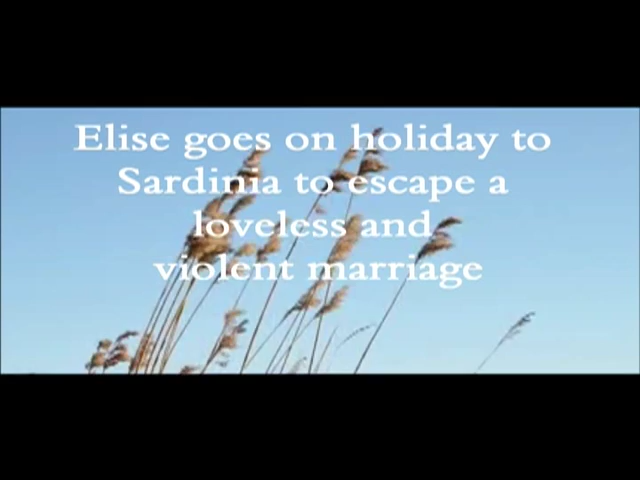 Elise goes on holiday to
Sardinia to escape a
loveless and
violent marriage